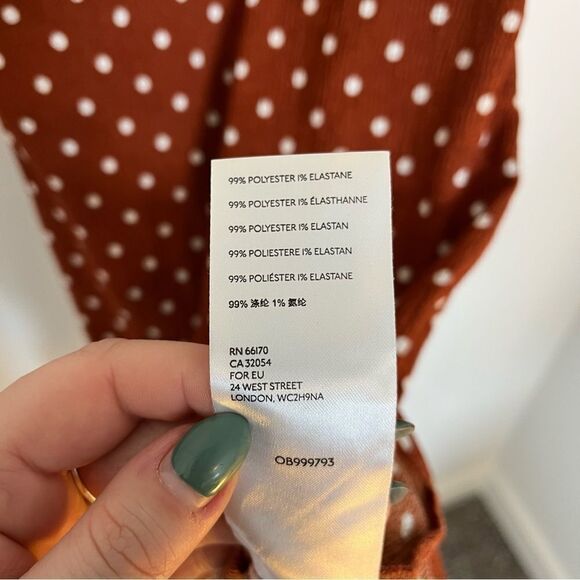 99% POLYESTER 1% ELASTANE
99% POLYESTER 1% ÉLASTHANNE
99% POLYESTER 1% ELASTAN
99% POLIESTERE 1% ELASTAN
99% POLIÉSTER 1% ELASTANE
99% 涤纶 1% 氨纶
RN 66170
CA 32054
FOR EU
24 WEST STREET
LONDON, WC2H9NA
OB999793